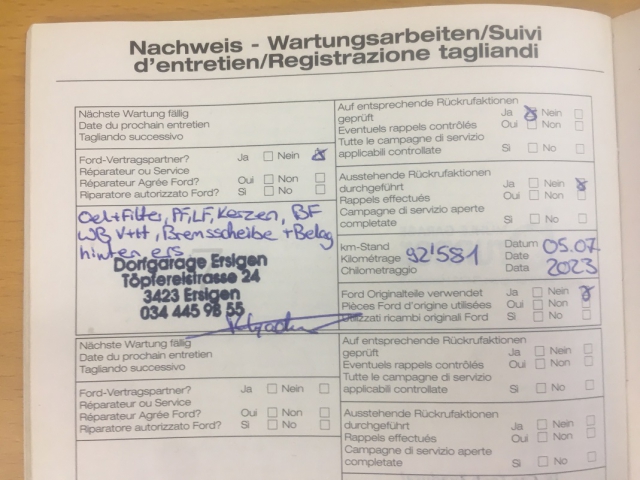 Nachweis - Wartungsarbeiten/Suivi
d'entretien/Registrazione tagliandi
Nächste Wartung fällig
Date du prochain entretien
Tagliando successivo
Ford-Vertragspartner? Ja Nein
Réparateur ou Service
Réparateur Agrée Ford? Oui Non
Riparatore autorizzato Ford? Si No
Oel+Filter, PF, LF, Kerzen, BF
WB V+H, Bremsscheibe + Belag
hinten ers
Dorfgarage Ersigen
Töpfereistrasse 24
3423 Ersigen
034 445 98 55
Auf entsprechende Rückrufaktionen
geprüft Ja Nein
Eventuels rappels contrôlés Oui Non
Tutte le campagne di servizio
applicabili controllate Si No
Ausstehende Rückrufaktionen
durchgeführt Ja Nein
Rappels effectués Oui Non
Campagne di servizio aperte
completate Si No
km-Stand
Kilométrage 92'581
Chilometraggio
Datum 05.07.
Date
Data 2023
Ford Originalteile verwendet Ja Nein
Pièces Ford d'origine utilisées Oui Non
Utilizzati ricambi originali Ford Si No
Nächste Wartung fällig
Date du prochain entretien
Tagliando successivo
Ford-Vertragspartner? Ja Nein
Réparateur ou Service
Réparateur Agrée Ford? Oui Non
Riparatore autorizzato Ford? Si No
Auf entsprechende Rückrufaktionen
geprüft Ja Nein
Eventuels rappels contrôlés Oui Non
Tutte le campagne di servizio
applicabili controllate Si No
Ausstehende Rückrufaktionen
durchgeführt Ja Nein
Rappels effectués Oui Non
Campagne di servizio aperte
completate Si No